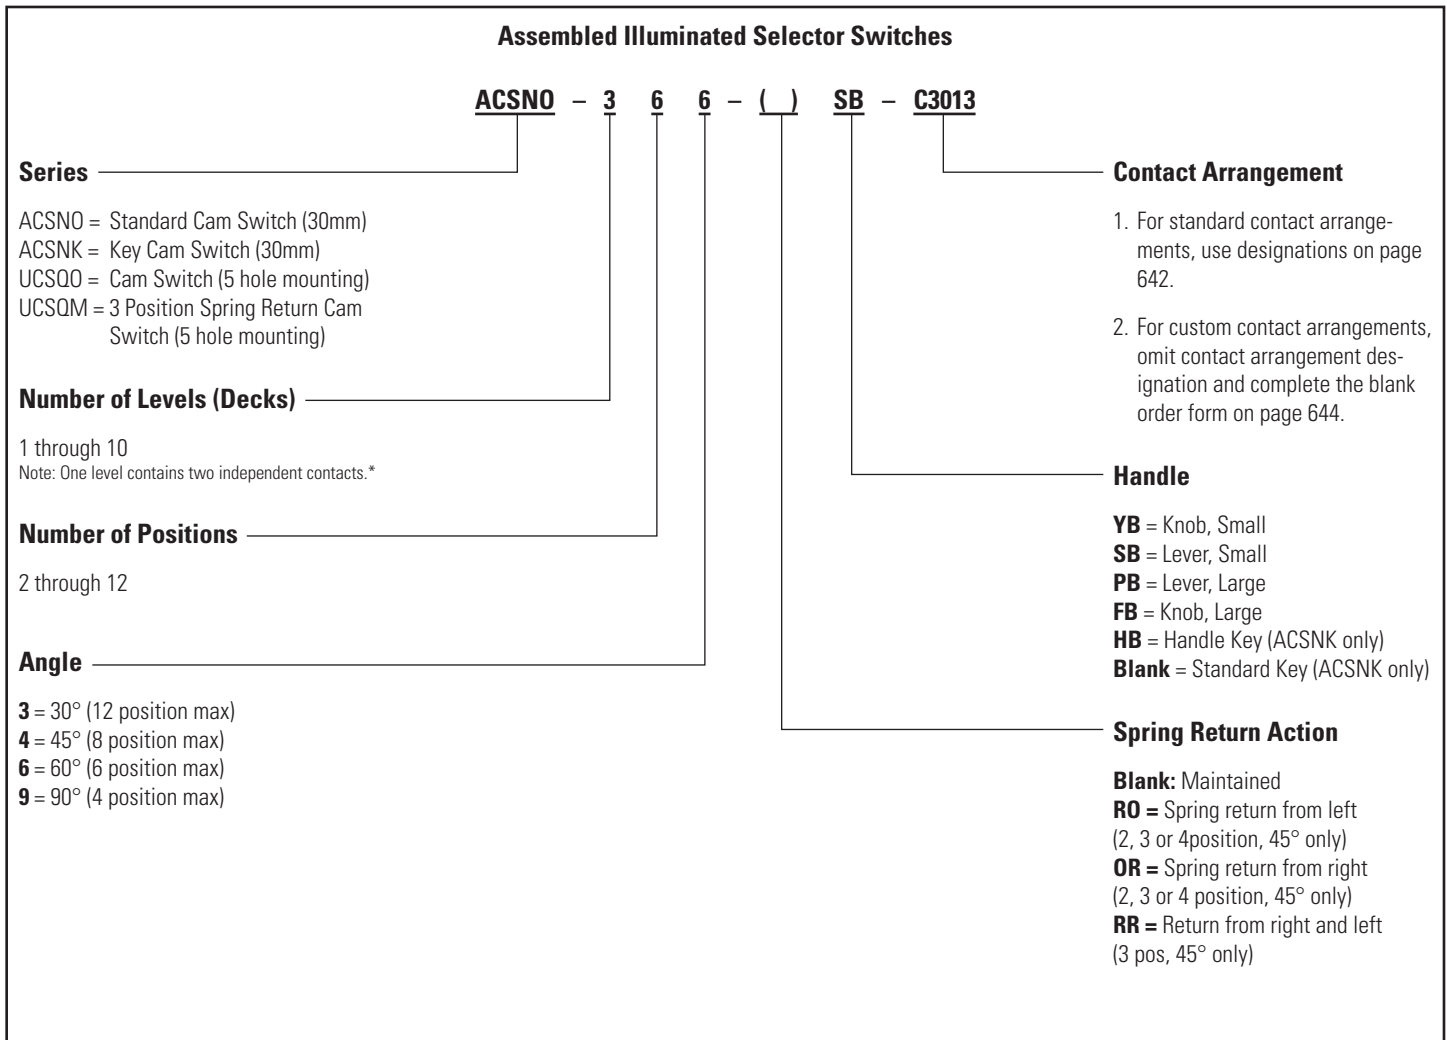 Assembled Illuminated Selector Switches
ACSNO – 3 6 6 – ( ) SB – C3013
Series
ACSNO = Standard Cam Switch (30mm)
ACSNK = Key Cam Switch (30mm)
UCSQO = Cam Switch (5 hole mounting)
UCSQM = 3 Position Spring Return Cam
Switch (5 hole mounting)
Number of Levels (Decks)
1 through 10
Note: One level contains two independent contacts.*
Number of Positions
2 through 12
Angle
3 = 30° (12 position max)
4 = 45° (8 position max)
6 = 60° (6 position max)
9 = 90° (4 position max)
Contact Arrangement
1. For standard contact arrange-
ments, use designations on page
642.
2. For custom contact arrangements,
omit contact arrangement des-
ignation and complete the blank
order form on page 644.
Handle
YB = Knob, Small
SB = Lever, Small
PB = Lever, Large
FB = Knob, Large
HB = Handle Key (ACSNK only)
Blank = Standard Key (ACSNK only)
Spring Return Action
Blank: Maintained
RO = Spring return from left
(2, 3 or 4position, 45° only)
OR = Spring return from right
(2, 3 or 4 position, 45° only)
RR = Return from right and left
(3 pos, 45° only)